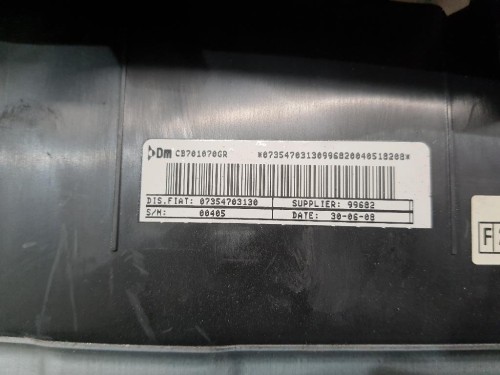 Dm CB701070GR *07354703130996820040518208*
DIS.FIAT: 07354703130 SUPPLIER: 99682
S/M: 00405 DATE: 30-06-08
F